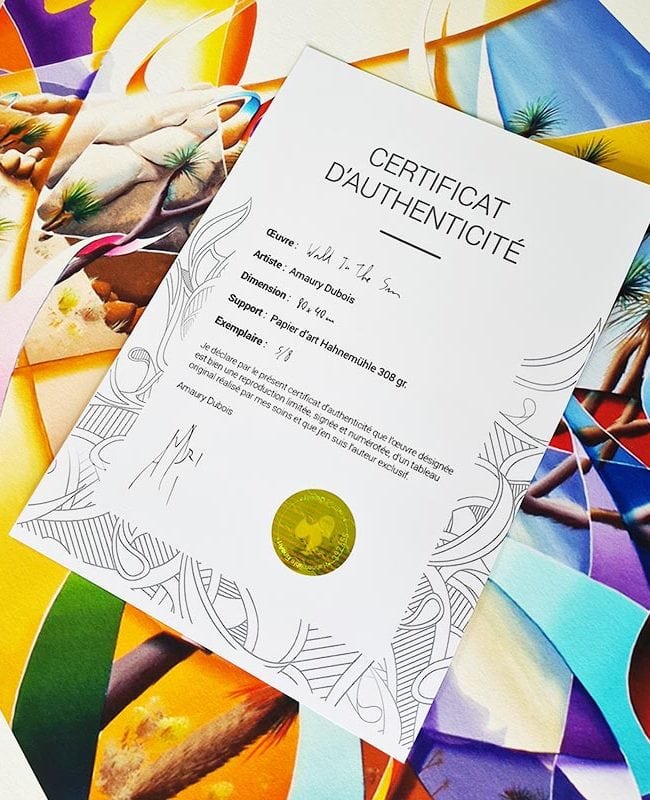 CERTIFICAT
D'AUTHENTICITÉ
Œuvre : Walk In The Sun
Artiste : Amaury Dubois
Dimension : 80 x 40 cm
Support : Papier d'art Hahnemühle 308 gr.
Exemplaire : 5/8
Je déclare par le présent certificat d'authenticité que l'œuvre désignée
est bien une reproduction limitée, signée et numérotée, d'un tableau
original réalisé par mes soins et que j'en suis l'auteur exclusif.
Amaury Dubois